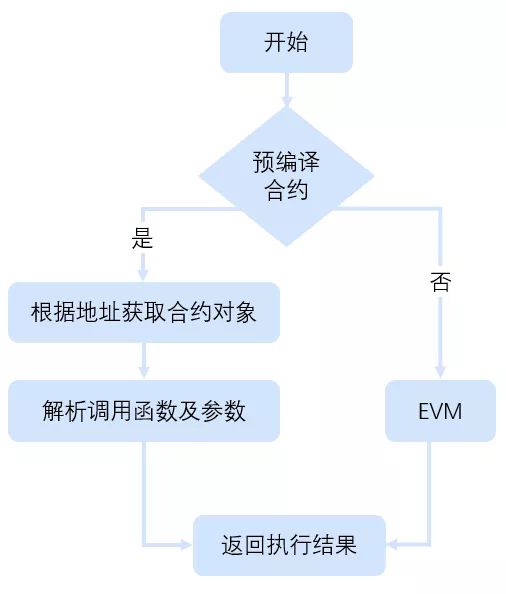 开始
预编译
合约
是
否
根据地址获取合约对象
解析调用函数及参数
EVM
返回执行结果